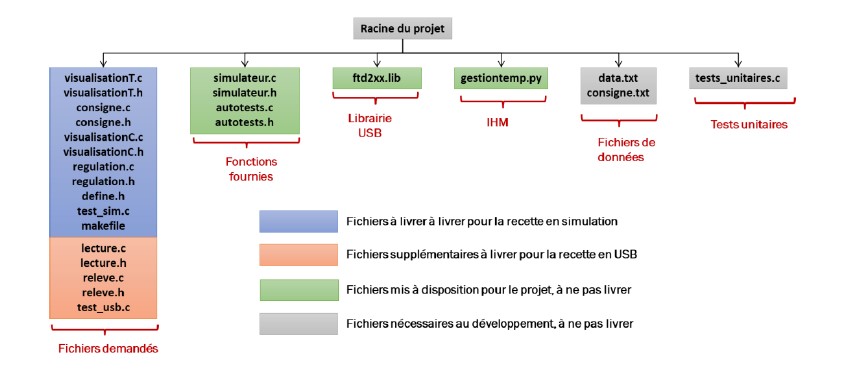 Racine du projet
visualisationT.c
visualisationT.h
consigne.c
consigne.h
visualisationC.c
visualisationC.h
regulation.c
regulation.h
define.h
test_sim.c
makefile
lecture.c
lecture.h
releve.c
releve.h
test_usb.c
Fichiers demandés
simulateur.c
simulateur.h
autotests.c
autotests.h
Fonctions
fournies
ftd2xx.lib
Librairie
USB
gestiontemp.py
IHM
data.txt
consigne.txt
Fichiers de
données
tests_unitaires.c
Tests unitaires
Fichiers à livrer à livrer pour la recette en simulation
Fichiers supplémentaires à livrer pour la recette en USB
Fichiers mis à disposition pour le projet, à ne pas livrer
Fichiers nécessaires au développement, à ne pas livrer